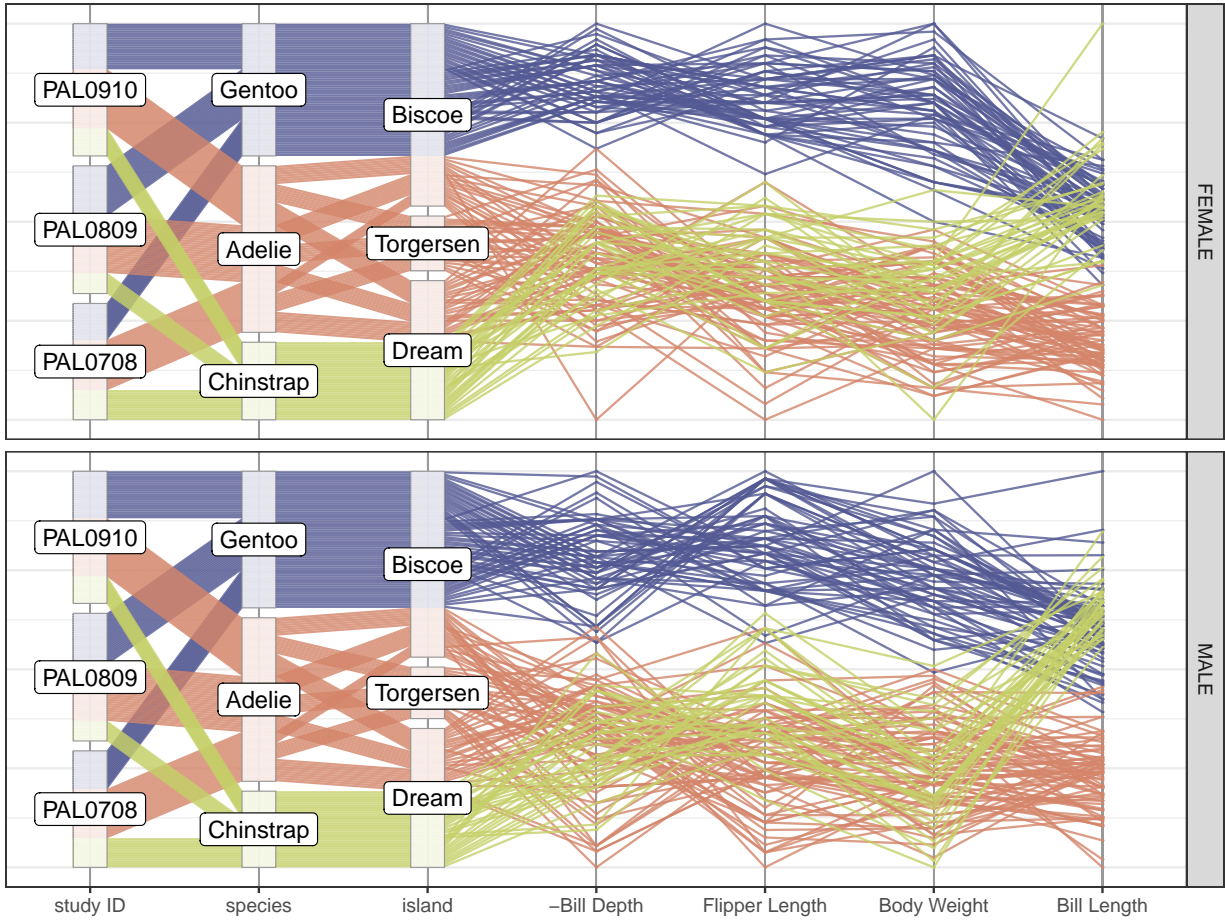 PAL0910
Gentoo
Biscoe
PAL0809
Adelie
Torgersen
PAL0708
Chinstrap
Dream
FEMALE
PAL0910
Gentoo
Biscoe
PAL0809
Adelie
Torgersen
PAL0708
Chinstrap
Dream
MALE
study ID species island −Bill Depth Flipper Length Body Weight Bill Length